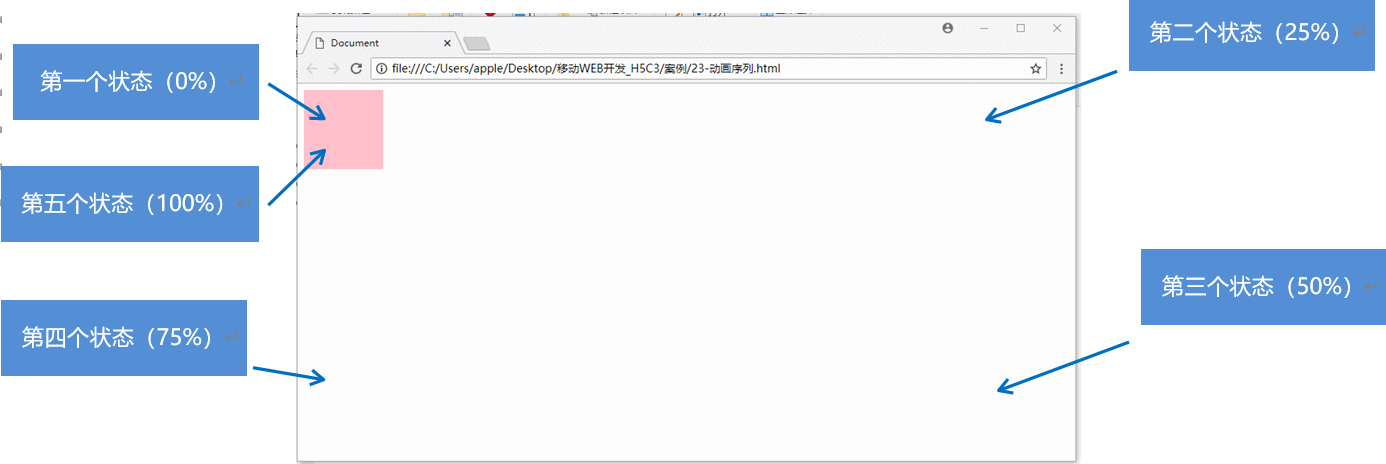 第一个状态（0%）
第二个状态（25%）
Document
file:///C:/Users/apple/Desktop/移动WEB开发_H5C3/案例/23-动画序列.html
第五个状态（100%）
第三个状态（50%）
第四个状态（75%）